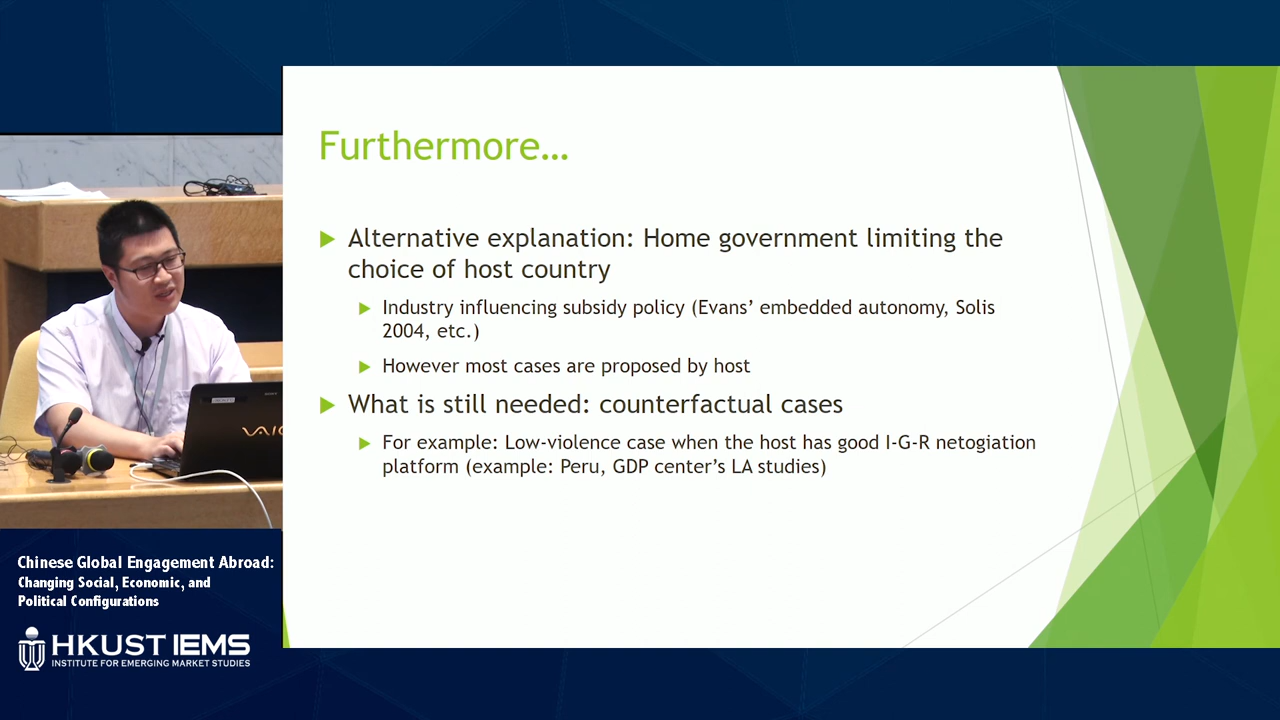 Furthermore…
Alternative explanation: Home government limiting the
choice of host country
Industry influencing subsidy policy (Evans' embedded autonomy, Solis
2004, etc.)
However most cases are proposed by host
What is still needed: counterfactual cases
For example: Low-violence case when the host has good I-G-R netogiation
platform (example: Peru, GDP center's LA studies)
VAIO
Chinese Global Engagement Abroad:
Changing Social, Economic, and
Political Configurations
HKUST IEMS
INSTITUTE FOR EMERGING MARKET STUDIES